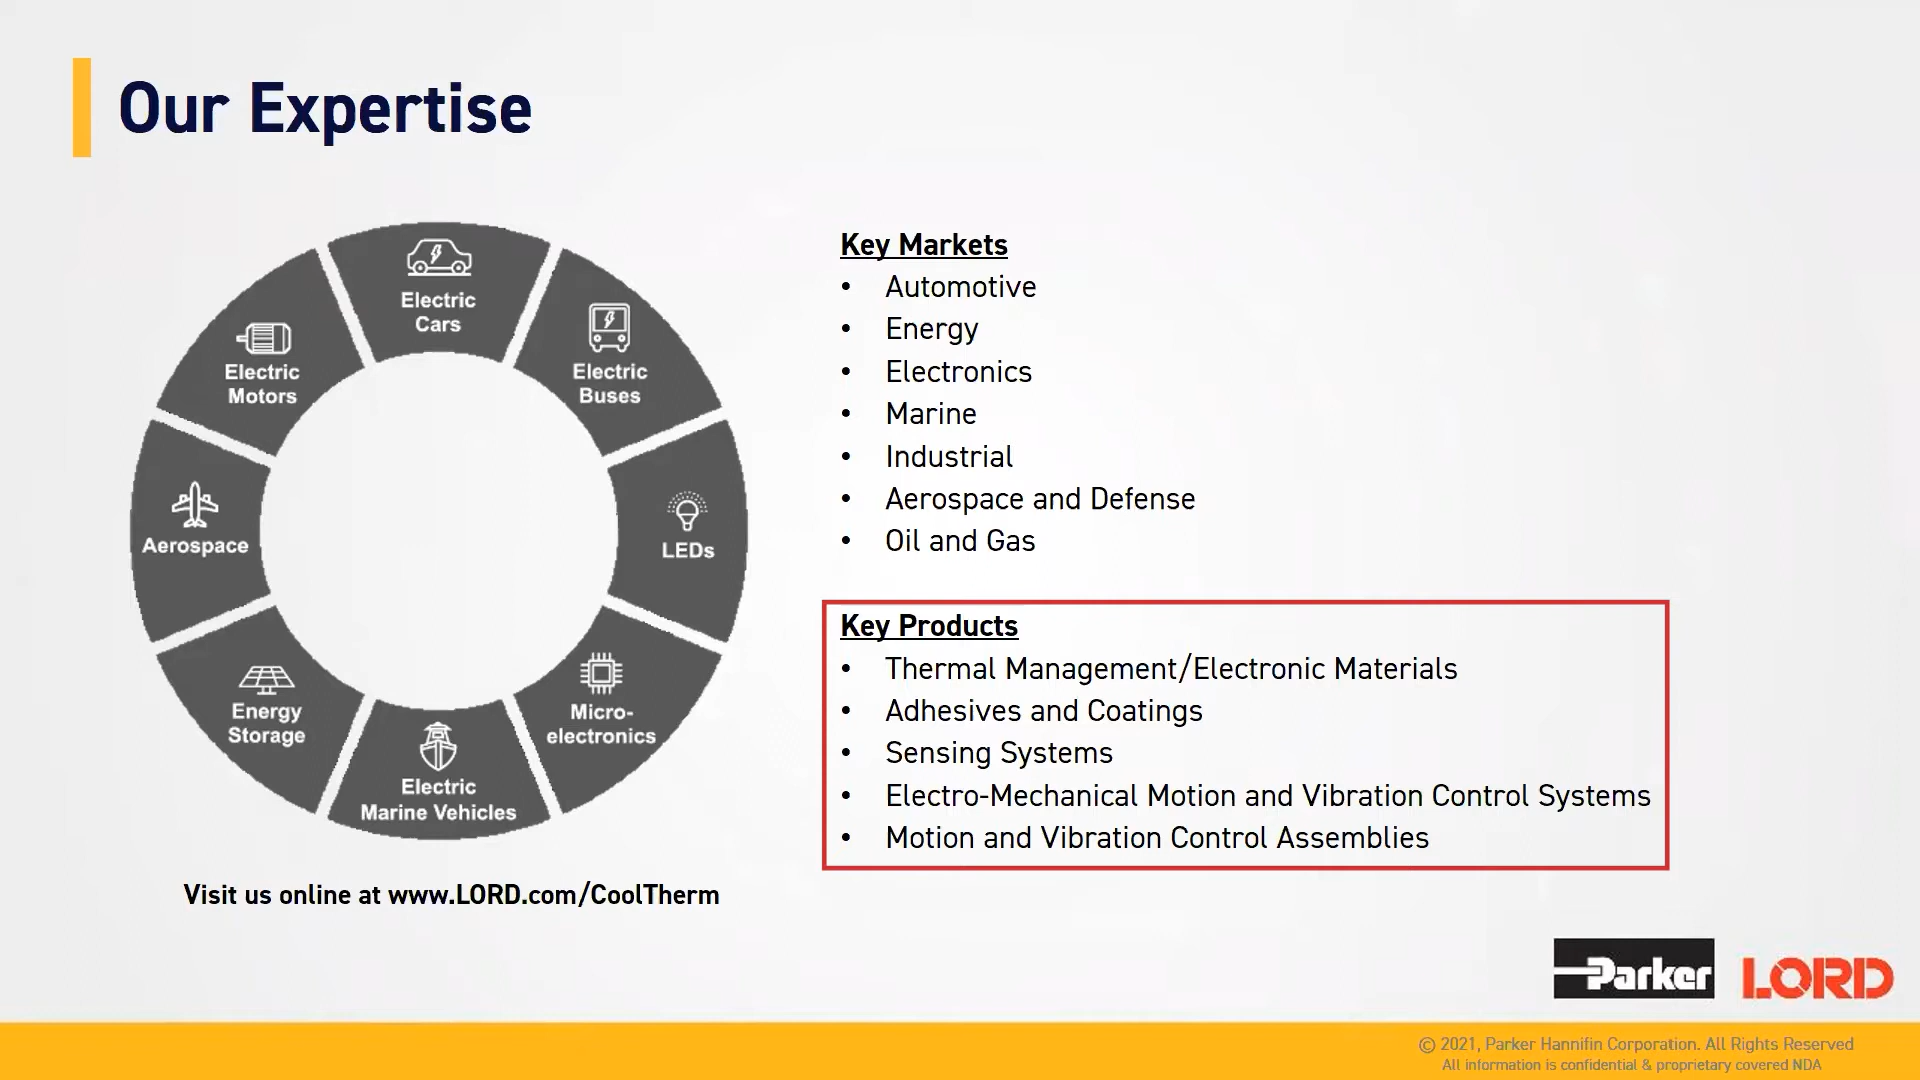 Our Expertise
Electric
Cars
Electric
Buses
LEDs
Micro-
electronics
Electric
Marine Vehicles
Energy
Storage
Aerospace
Electric
Motors
Visit us online at www.LORD.com/CoolTherm
Key Markets
• Automotive
• Energy
• Electronics
• Marine
• Industrial
• Aerospace and Defense
• Oil and Gas
Key Products
• Thermal Management/Electronic Materials
• Adhesives and Coatings
• Sensing Systems
• Electro-Mechanical Motion and Vibration Control Systems
• Motion and Vibration Control Assemblies
Parker LORD
© 2021, Parker Hannifin Corporation. All Rights Reserved
All information is confidential & proprietary covered NDA